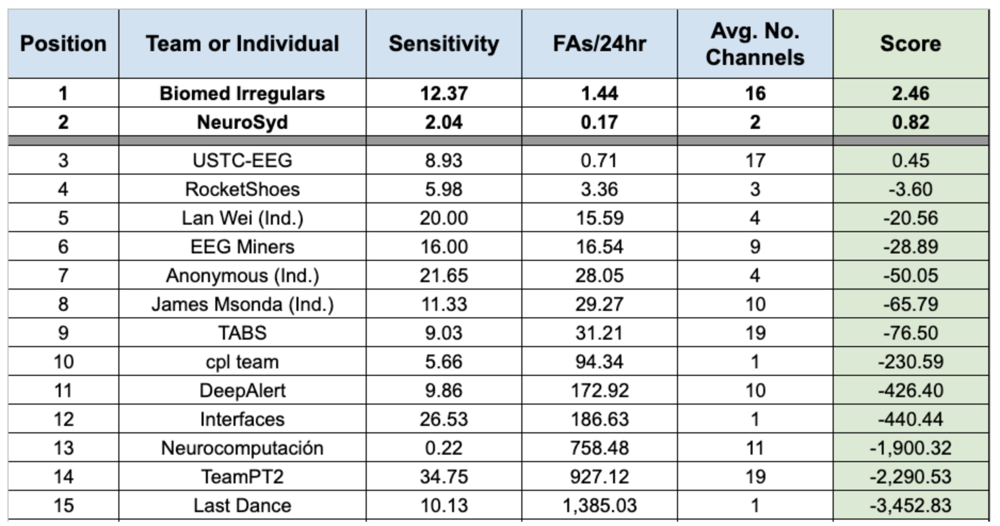 Position Team or Individual Sensitivity FAs/24hr Avg. No. Channels Score
1 Biomed Irregulars 12.37 1.44 16 2.46
2 NeuroSyd 2.04 0.17 2 0.82
3 USTC-EEG 8.93 0.71 17 0.45
4 RocketShoes 5.98 3.36 3 -3.60
5 Lan Wei (Ind.) 20.00 15.59 4 -20.56
6 EEG Miners 16.00 16.54 9 -28.89
7 Anonymous (Ind.) 21.65 28.05 4 -50.05
8 James Msonda (Ind.) 11.33 29.27 10 -65.79
9 TABS 9.03 31.21 19 -76.50
10 cpl team 5.66 94.34 1 -230.59
11 DeepAlert 9.86 172.92 10 -426.40
12 Interfaces 26.53 186.63 1 -440.44
13 Neurocomputación 0.22 758.48 11 -1,900.32
14 TeamPT2 34.75 927.12 19 -2,290.53
15 Last Dance 10.13 1,385.03 1 -3,452.83